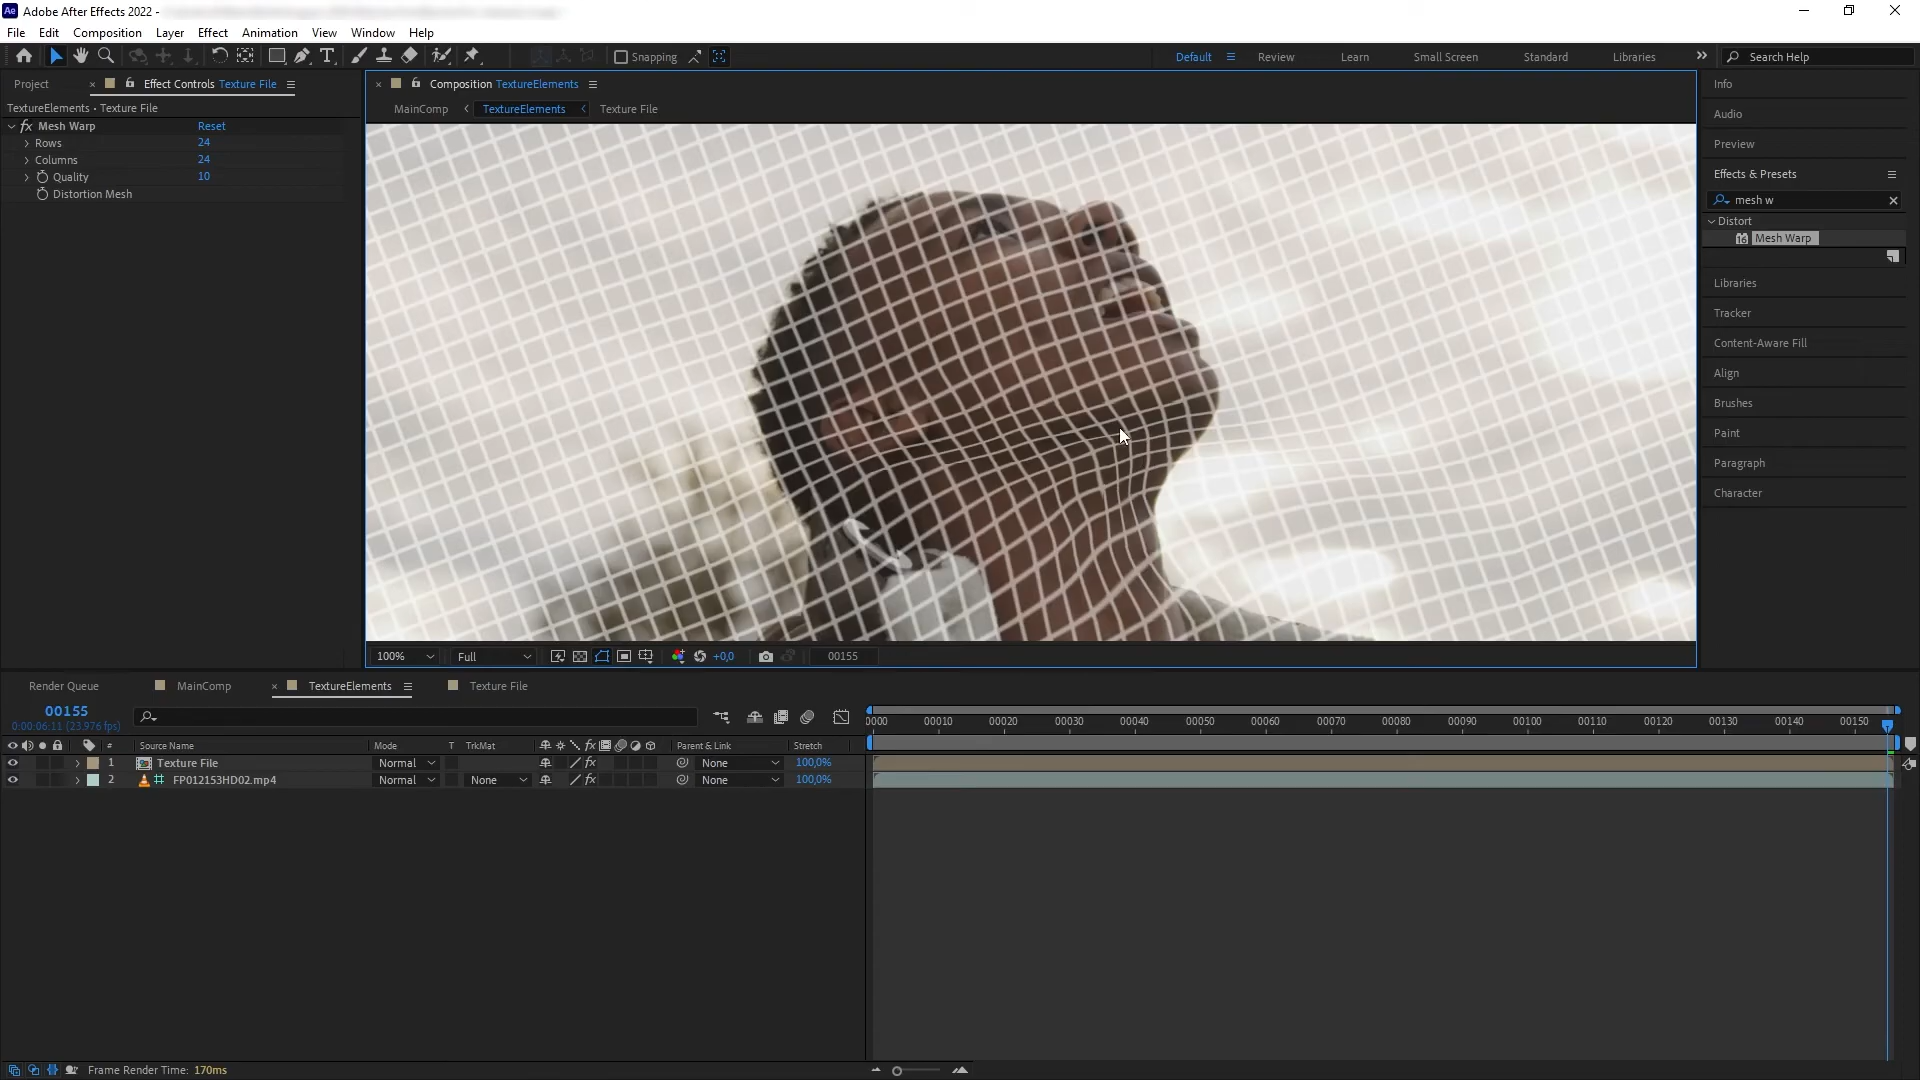 Ae Adobe After Effects 2022 -
File Edit Composition Layer Effect Animation View Window Help
Snapping Default Review Learn Small Screen Standard Libraries Search Help
Project Effect Controls Texture File
TextureElements • Texture File
fx Mesh Warp Reset
Rows 24
Columns 24
Quality 10
Distortion Mesh
Composition TextureElements
MainComp TextureElements Texture File
100% Full +0,0 00155
Info
Audio
Preview
Effects & Presets
mesh w
Distort
16 Mesh Warp
Libraries
Tracker
Content-Aware Fill
Align
Brushes
Paint
Paragraph
Character
Render Queue MainComp TextureElements Texture File
00155
0:00:06:11 (23.976 fps)
0000 00010 00020 00030 00040 00050 00060 00070 00080 00090 00100 00110 00120 00130 00140 00150
# Source Name Mode T TrkMat fx Parent & Link Stretch
1 Texture File Normal fx None 100,0%
2 FP012153HD02.mp4 Normal None fx None 100,0%
Frame Render Time: 170ms